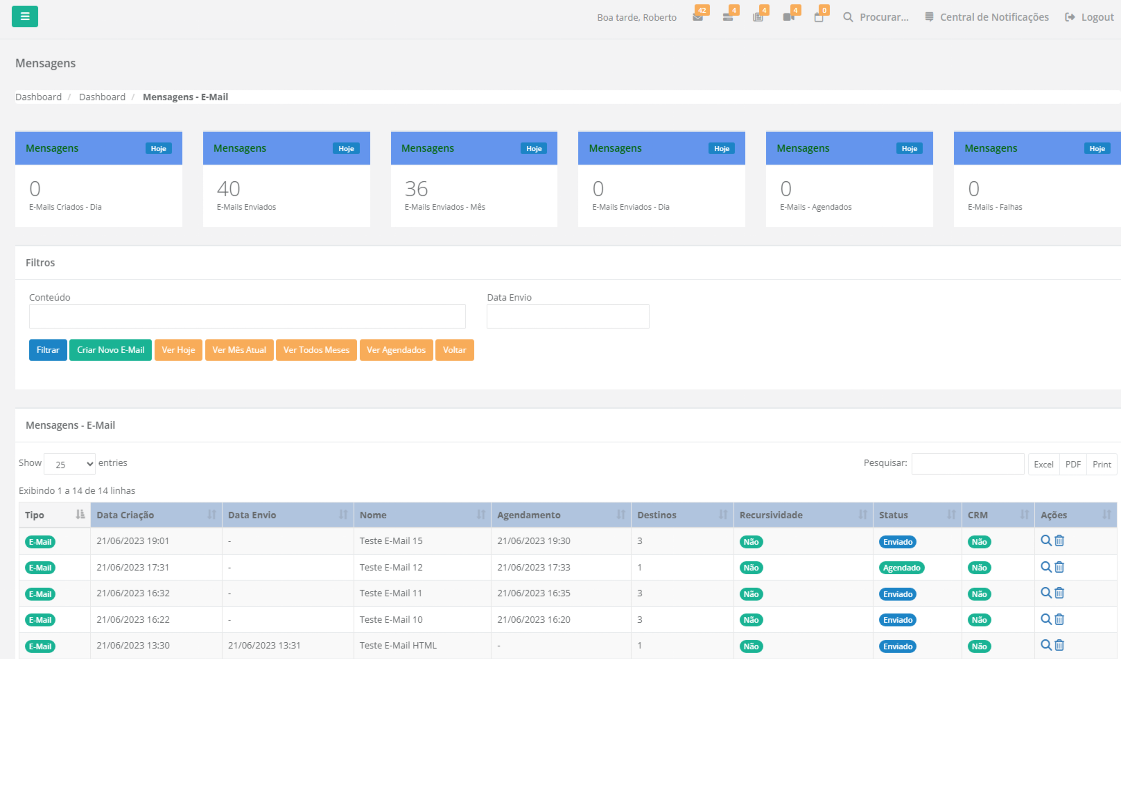 Boa tarde, Roberto 42 4 4 4 0 Procurar... Central de Notificações Logout
Mensagens
Dashboard / Dashboard / Mensagens - E-Mail
Mensagens Hoje Mensagens Hoje Mensagens Hoje Mensagens Hoje Mensagens Hoje Mensagens Hoje
0 40 36 0 0 0
E-Mails Criados - Dia E-Mails Enviados E-Mails Enviados - Mês E-Mails Enviados - Dia E-Mails - Agendados E-Mails - Falhas
Filtros
Conteúdo Data Envio
Filtrar Criar Novo E-Mail Ver Hoje Ver Mês Atual Ver Todos Meses Ver Agendados Voltar
Mensagens - E-Mail
Show 25 entries Pesquisar: Excel PDF Print
Exibindo 1 a 14 de 14 linhas
Tipo Data Criação Data Envio Nome Agendamento Destinos Recursividade Status CRM Ações
E-Mail 21/06/2023 19:01 - Teste E-Mail 15 21/06/2023 19:30 3 Não Enviado Não
E-Mail 21/06/2023 17:31 - Teste E-Mail 12 21/06/2023 17:33 1 Não Agendado Não
E-Mail 21/06/2023 16:32 - Teste E-Mail 11 21/06/2023 16:35 3 Não Enviado Não
E-Mail 21/06/2023 16:22 - Teste E-Mail 10 21/06/2023 16:20 3 Não Enviado Não
E-Mail 21/06/2023 13:30 21/06/2023 13:31 Teste E-Mail HTML - 1 Não Enviado Não